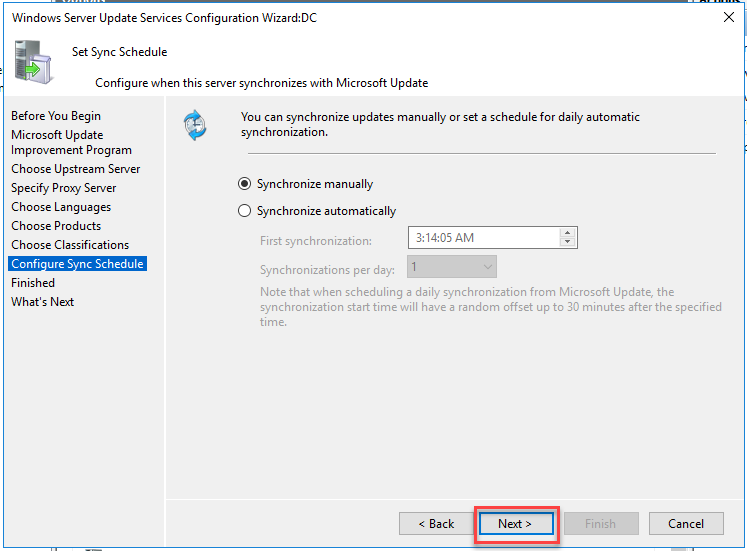 Windows Server Update Services Configuration Wizard:DC
Set Sync Schedule
Configure when this server synchronizes with Microsoft Update
Before You Begin
Microsoft Update
Improvement Program
Choose Upstream Server
Specify Proxy Server
Choose Languages
Choose Products
Choose Classifications
Configure Sync Schedule
Finished
What's Next
You can synchronize updates manually or set a schedule for daily automatic
synchronization.
Synchronize manually
Synchronize automatically
First synchronization:
3:14:05 AM
Synchronizations per day:
1
Note that when scheduling a daily synchronization from Microsoft Update, the
synchronization start time will have a random offset up to 30 minutes after the specified
time.
< Back
Next >
Finish
Cancel